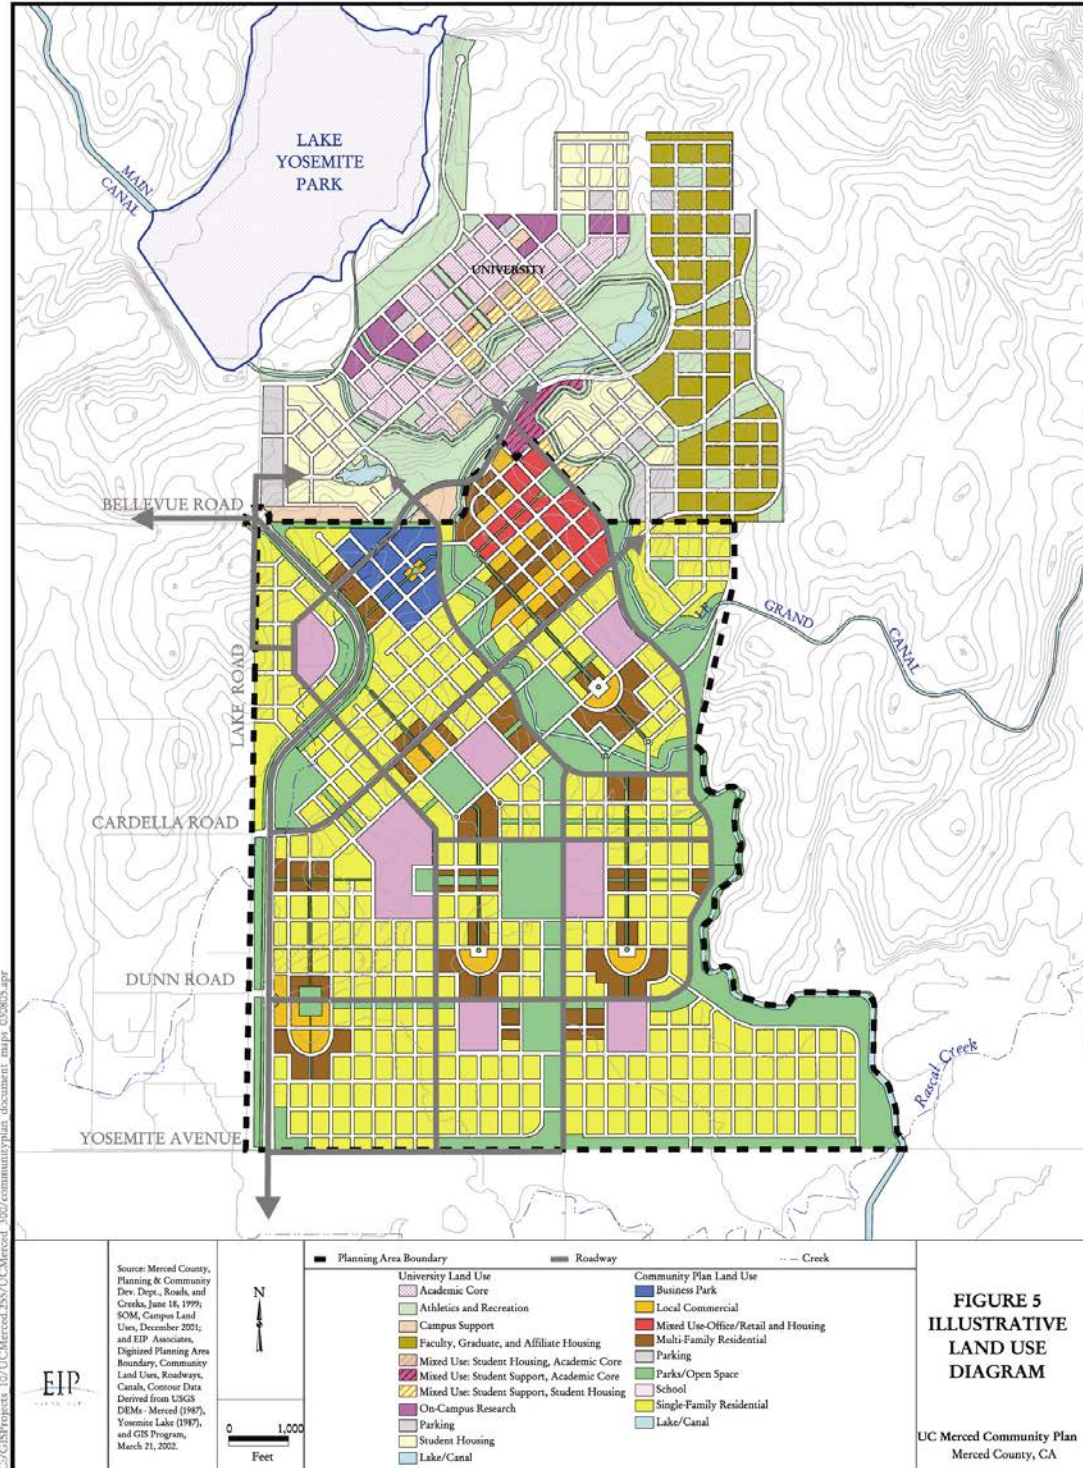 LAKE
YOSEMITE
PARK
MAIN
CANAL
UNIVERSITY
BELLEVUE ROAD
LAKE ROAD
LE
GRAND
CANAL
CARDELLA ROAD
DUNN ROAD
Rascal Creek
YOSEMITE AVENUE
Planning Area Boundary
Roadway
Creek
University Land Use
Academic Core
Athletics and Recreation
Campus Support
Faculty, Graduate, and Affiliate Housing
Mixed Use: Student Housing, Academic Core
Mixed Use: Student Support, Academic Core
Mixed Use: Student Support, Student Housing
On-Campus Research
Parking
Student Housing
Lake/Canal
Community Plan Land Use
Business Park
Local Commercial
Mixed Use-Office/Retail and Housing
Multi-Family Residential
Parking
Parks/Open Space
School
Single-Family Residential
Lake/Canal
EIP
Source: Merced County,
Planning & Community
Dev. Dept., Roads, and
Creeks, June 18, 1999;
SOM, Campus Land
Uses, December 2001;
and EIP Associates,
Digitized Planning Area
Boundary, Community
Land Uses, Roadways,
Canals, Contour Data
Derived from USGS
DEMs - Merced (1987),
Yosemite Lake (1987),
and GIS Program,
March 21, 2002.
N
0 1,000
Feet
FIGURE 5
ILLUSTRATIVE
LAND USE
DIAGRAM
UC Merced Community Plan
Merced County, CA